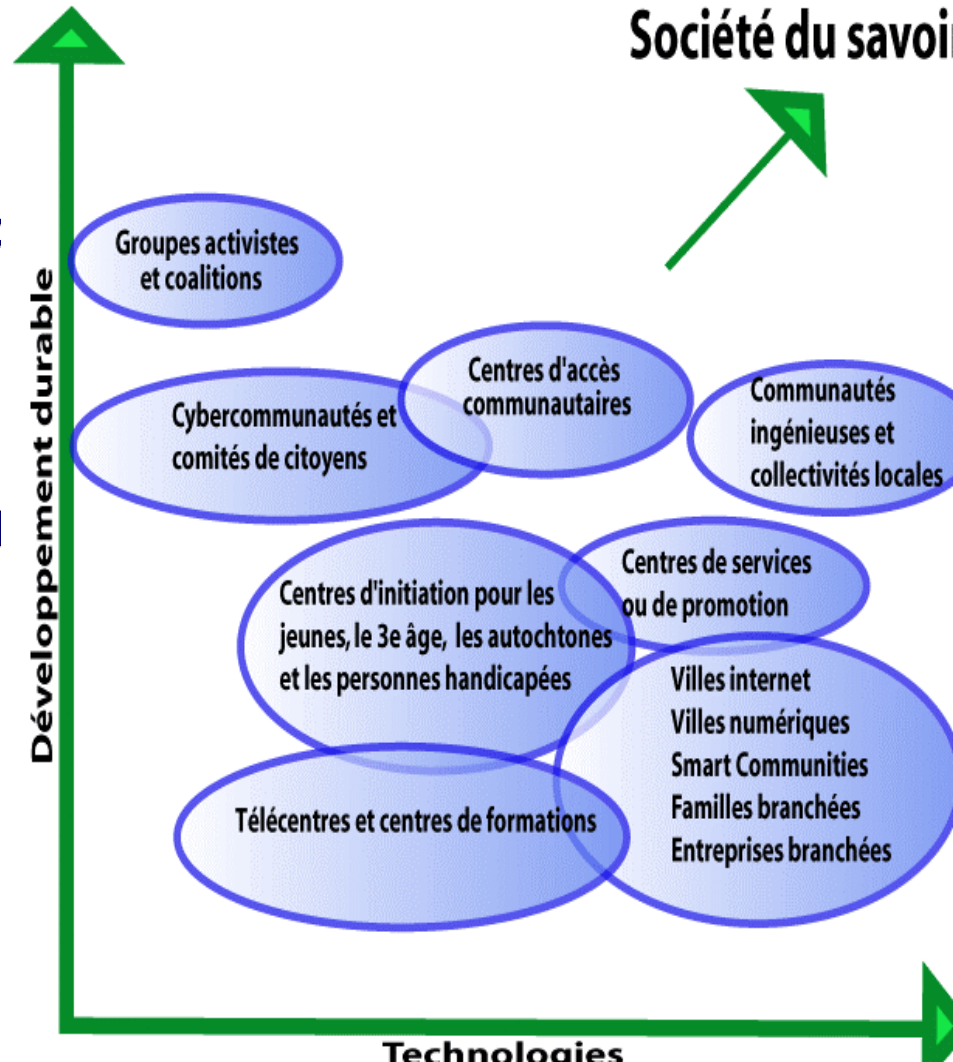 Société du savoir
Groupes activistes
et coalitions
Centres d'accès
communautaires
Cybercommunautés et
comités de citoyens
Communautés
ingénieuses et
collectivités locales
Centres de services
ou de promotion
Centres d'initiation pour les
jeunes, le 3e âge, les autochtones
et les personnes handicapées
Villes internet
Villes numériques
Smart Communities
Familles branchées
Entreprises branchées
Télécentres et centres de formations
Développement durable
Technologies